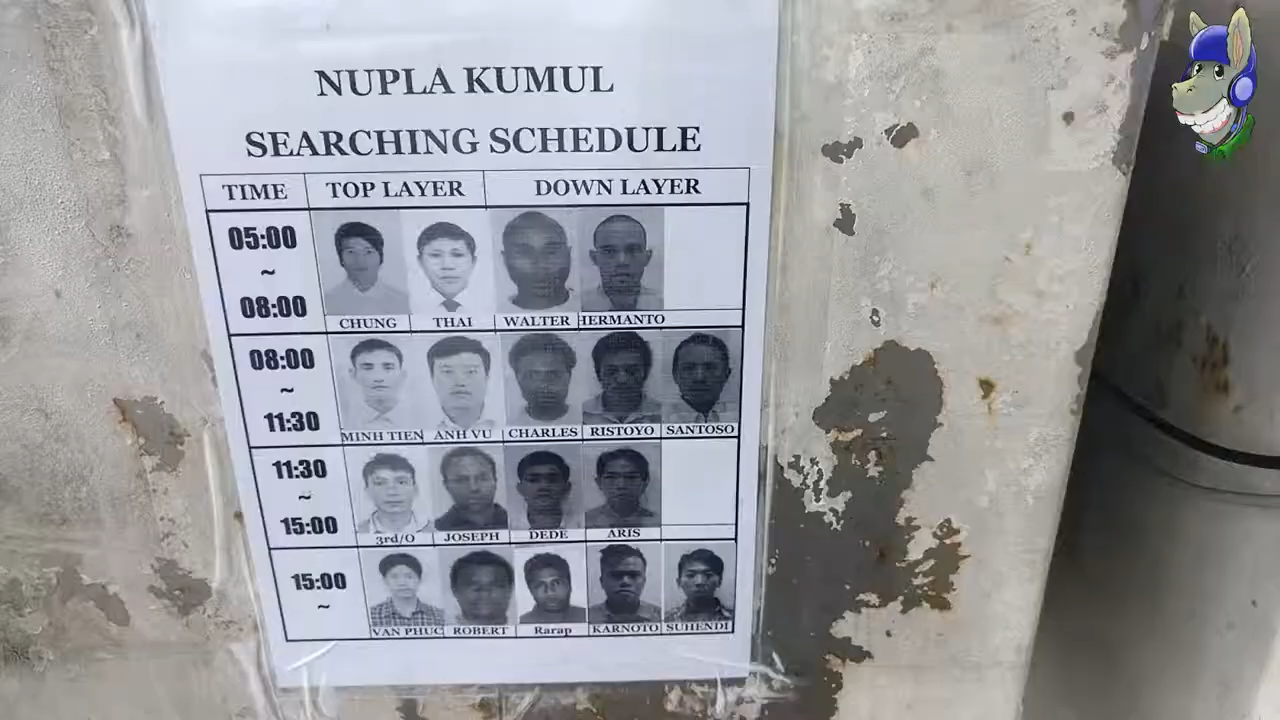 NUPLA KUMUL
SEARCHING SCHEDULE
TIME TOP LAYER DOWN LAYER
05:00
~
08:00
CHUNG THAI WALTER HERMANTO
08:00
~
11:30
MINH TIEN ANH VU CHARLES RISTOYO SANTOSO
11:30
~
15:00
3rd/O JOSEPH DEDE ARIS
15:00
~
VAN PHUC ROBERT Rarap KARNOTO SUHENDI